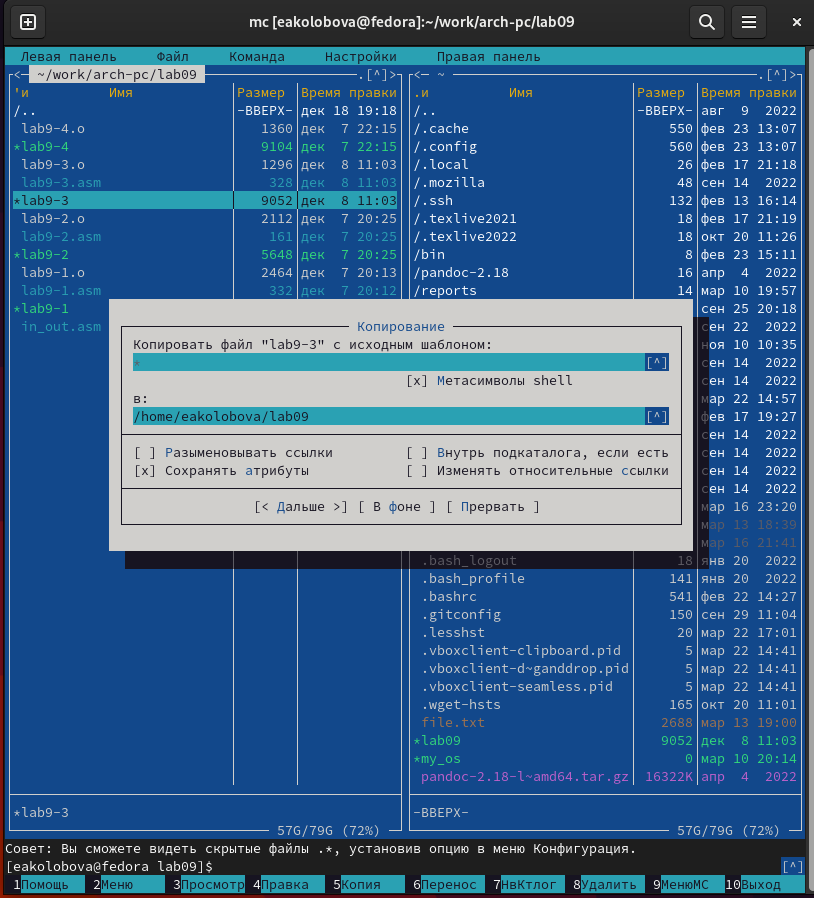 mc [eakolobova@fedora]:~/work/arch-pc/lab09
Левая панель Файл Команда Настройки Правая панель
<— ~/work/arch-pc/lab09 .[^]> <— ~ .[^]>
'и Имя Размер Время правки .и Имя Размер Время правки
/.. -ВВЕРХ- дек 18 19:18 /.. -ВВЕРХ- авг 9 2022
lab9-4.o 1360 дек 7 22:15 /.cache 550 фев 23 13:07
*lab9-4 9104 дек 7 22:15 /.config 560 фев 23 13:07
lab9-3.o 1296 дек 8 11:03 /.local 26 фев 17 21:18
lab9-3.asm 328 дек 8 11:03 /.mozilla 48 сен 14 2022
*lab9-3 9052 дек 8 11:03 /.ssh 132 фев 13 16:14
lab9-2.o 2112 дек 7 20:25 /.texlive2021 18 фев 17 21:19
lab9-2.asm 161 дек 7 20:25 /.texlive2022 18 окт 20 11:26
*lab9-2 5648 дек 7 20:25 /bin 8 фев 23 15:11
lab9-1.o 2464 дек 7 20:13 /pandoc-2.18 16 апр 4 2022
lab9-1.asm 332 дек 7 20:12 /reports 14 мар 10 19:57
*lab9-1 сен 25 20:18
in_out.asm Копирование сен 22 2022
Копировать файл "lab9-3" с исходным шаблоном: ноя 10 10:35
* [^] сен 14 2022
[x] Метасимволы shell сен 14 2022
в: мар 22 14:57
/home/eakolobova/lab09 [^] фев 17 19:27
сен 14 2022
[ ] Разыменовывать ссылки [ ] Внутрь подкаталога, если есть сен 14 2022
[x] Сохранять атрибуты [ ] Изменять относительные ссылки сен 14 2022
сен 14 2022
[< Дальше >] [ В фоне ] [ Прервать ] мар 16 23:20
мар 13 18:39
мар 16 21:41
.bash_logout 18 янв 20 2022
.bash_profile 141 янв 20 2022
.bashrc 541 фев 22 14:27
.gitconfig 150 сен 29 11:04
.lesshst 20 мар 22 17:01
.vboxclient-clipboard.pid 5 мар 22 14:41
.vboxclient-d~ganddrop.pid 5 мар 22 14:41
.vboxclient-seamless.pid 5 мар 22 14:41
.wget-hsts 165 окт 20 11:01
file.txt 2688 мар 13 19:00
*lab09 9052 дек 8 11:03
*my_os 0 мар 10 20:14
pandoc-2.18-l~amd64.tar.gz 16322K апр 4 2022
*lab9-3 -ВВЕРХ-
57G/79G (72%) 57G/79G (72%)
Совет: Вы сможете видеть скрытые файлы .*, установив опцию в меню Конфигурация.
[eakolobova@fedora lab09]$ [^]
1Помощь 2Меню 3Просмотр 4Правка 5Копия 6Перенос 7НвКтлог 8Удалить 9МенюМС 10Выход